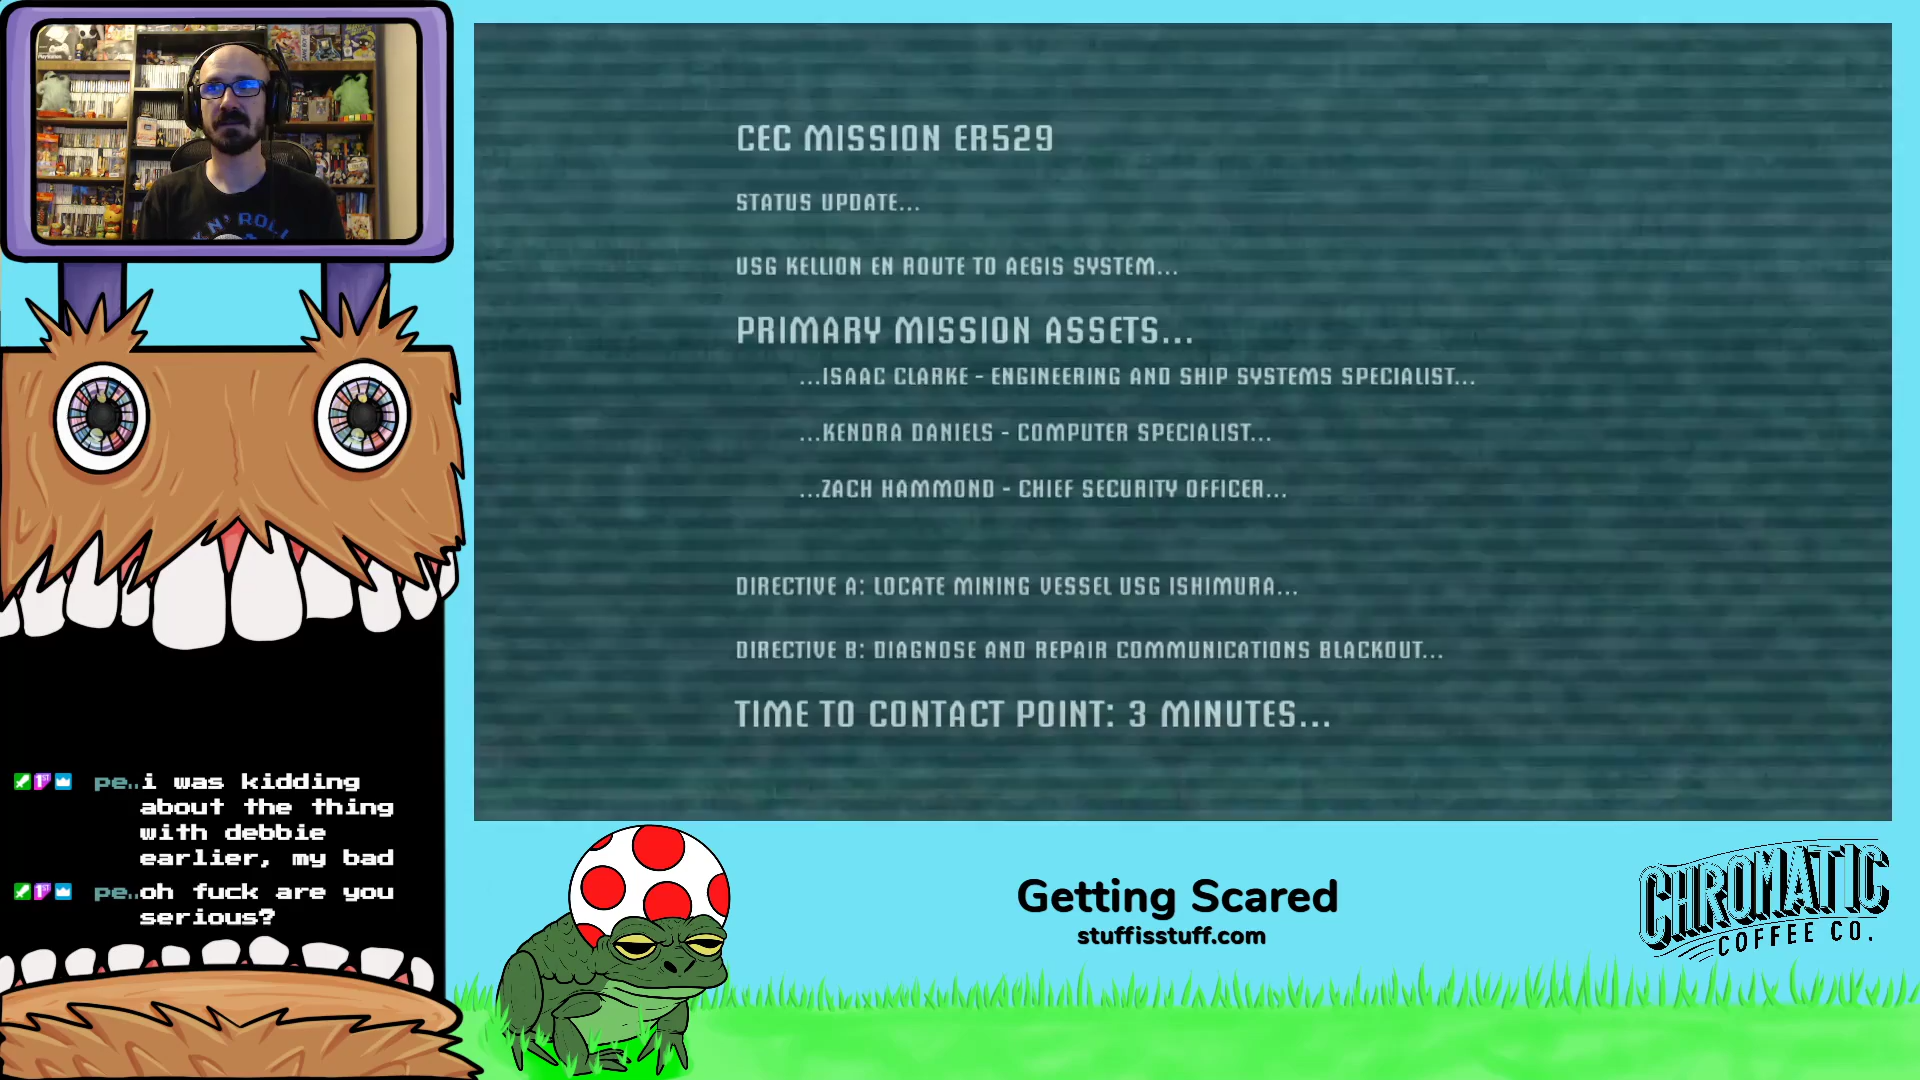 CEC MISSION ER529
STATUS UPDATE...
USG KELLION EN ROUTE TO AEGIS SYSTEM...
PRIMARY MISSION ASSETS...
...ISAAC CLARKE - ENGINEERING AND SHIP SYSTEMS SPECIALIST...
...KENDRA DANIELS - COMPUTER SPECIALIST...
...ZACH HAMMOND - CHIEF SECURITY OFFICER...
DIRECTIVE A: LOCATE MINING VESSEL USG ISHIMURA...
DIRECTIVE B: DIAGNOSE AND REPAIR COMMUNICATIONS BLACKOUT...
TIME TO CONTACT POINT: 3 MINUTES...
pe..i was kidding
about the thing
with debbie
earlier, my bad
pe..oh fuck are you
serious?
Getting Scared
stuffisstuff.com
CHROMATIC
COFFEE CO.
N' ROLL